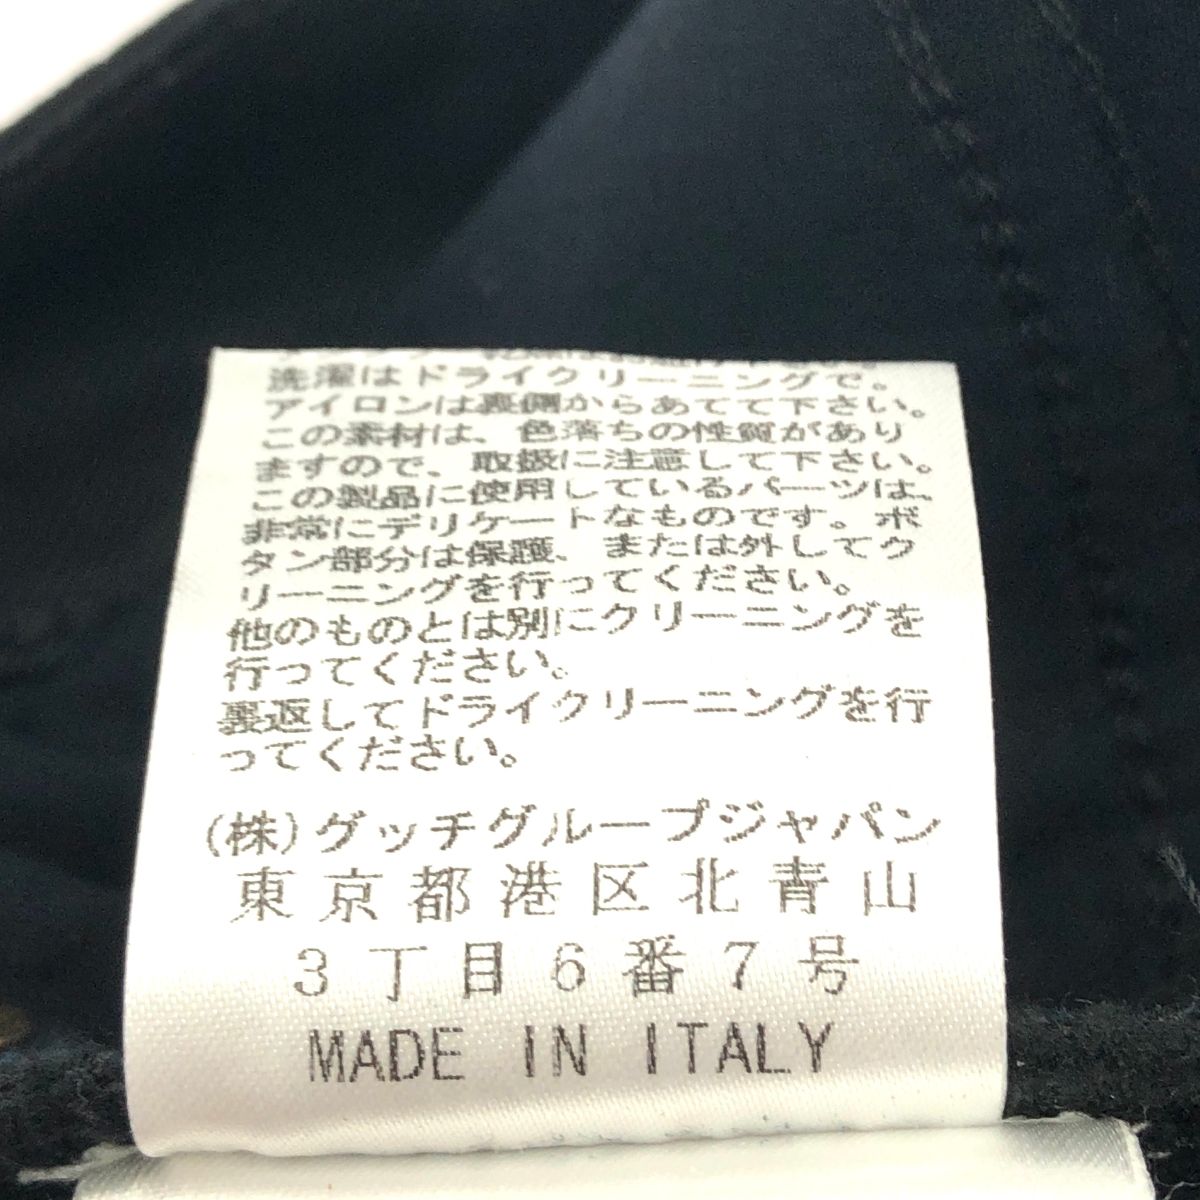 洗濯はドライクリーニングで。
アイロンは裏側からあてて下さい。
この素材は、色落ちの性質があり
ますので、取扱に注意して下さい。
この製品に使用しているパーツは、
非常にデリケートなものです。ボ
タン部分は保護、または外してク
リーニングを行ってください。
他のものとは別にクリーニングを
行ってください。
裏返してドライクリーニングを行
ってください。
(株)グッチグループジャパン
東京都港区北青山
3丁目6番7号
MADE IN ITALY